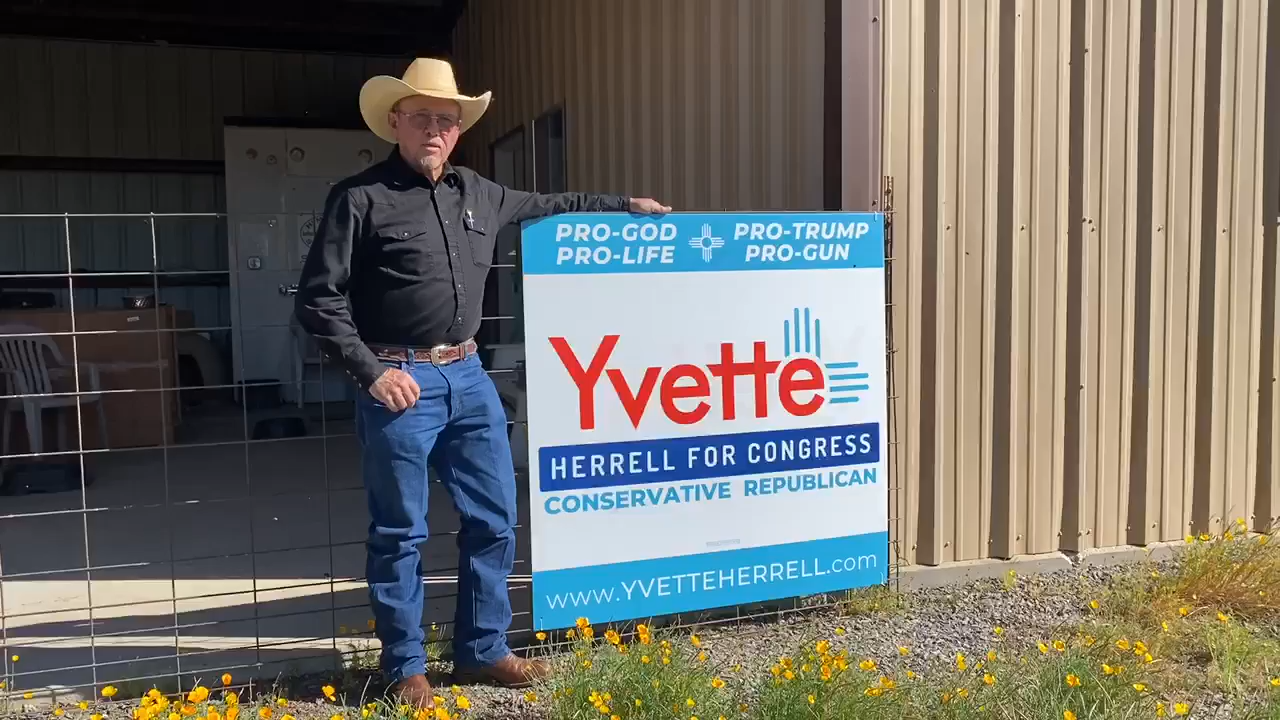 PRO-GOD
PRO-LIFE
PRO-TRUMP
PRO-GUN
Yvette
HERRELL FOR CONGRESS
CONSERVATIVE REPUBLICAN
www.YVETTEHERRELL.com